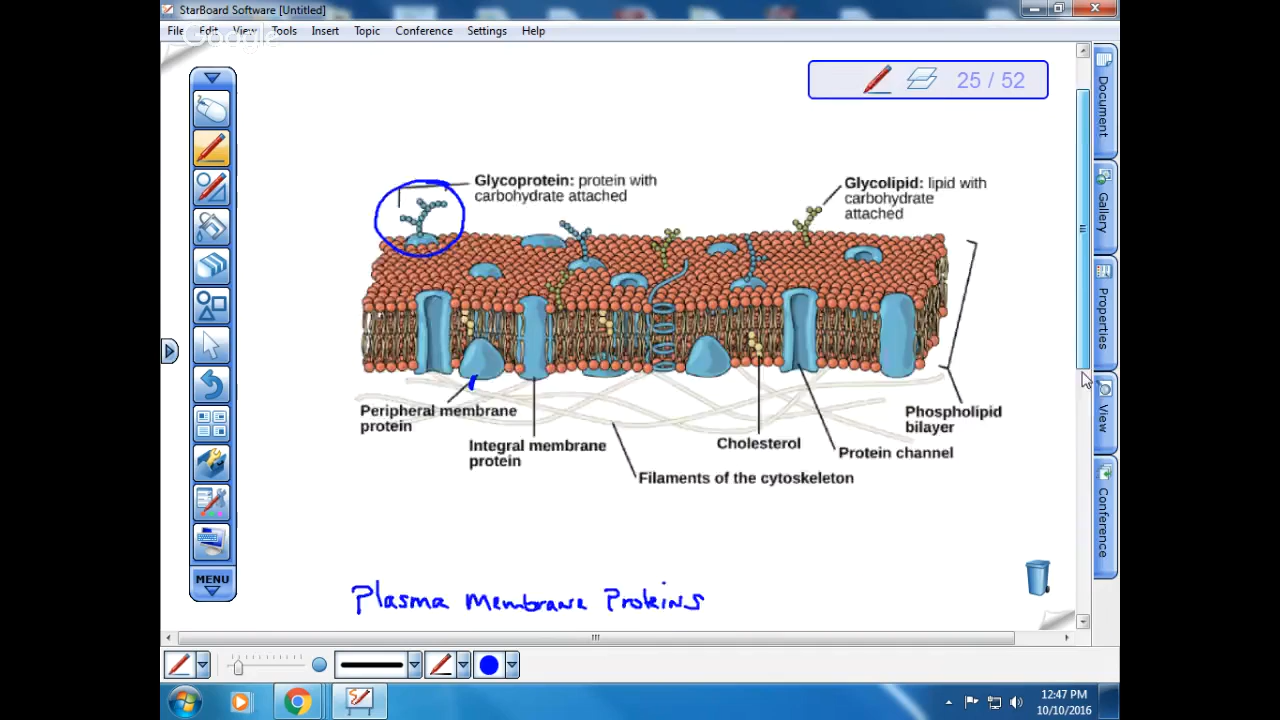 StarBoard Software [Untitled]
File Edit View Tools Insert Topic Conference Settings Help
Google
25 / 52
Document
Gallery
Properties
View
Conference
Glycoprotein: protein with
carbohydrate attached
Glycolipid: lipid with
carbohydrate
attached
Peripheral membrane
protein
Integral membrane
protein
Cholesterol
Filaments of the cytoskeleton
Protein channel
Phospholipid
bilayer
Plasma Membrane Proteins
MENU
12:47 PM
10/10/2016